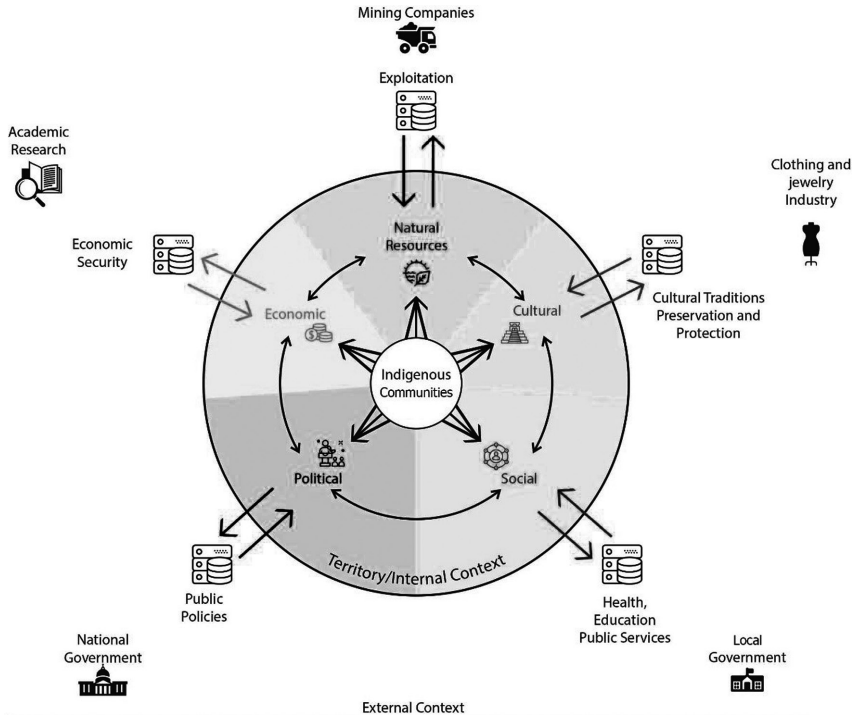 Mining Companies
Exploitation
Academic
Research
Clothing and
jewelry
Industry
Natural
Resources
Economic
Security
Cultural Traditions
Preservation and
Protection
Economic
Cultural
Indigenous
Communities
Political
Social
Territory/Internal Context
Public
Policies
Health,
Education
Public Services
National
Government
Local
Government
External Context